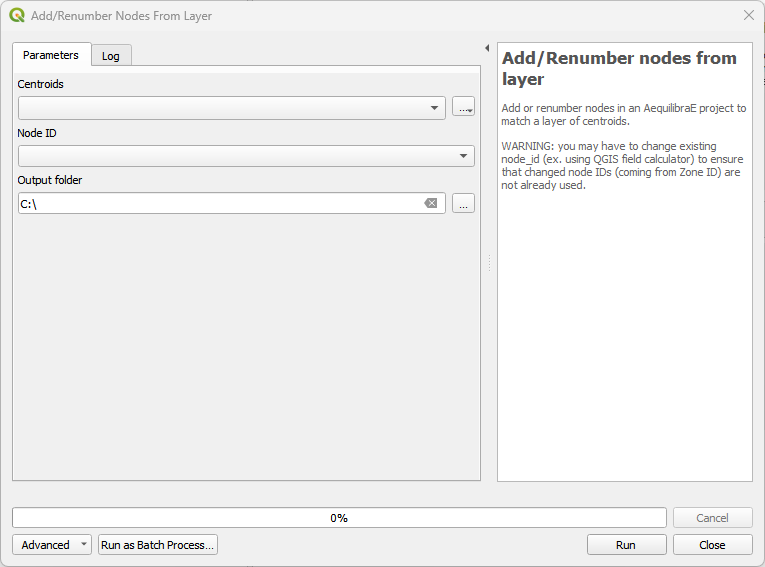 Add/Renumber Nodes From Layer
Parameters
Log
Centroids
...
Node ID
Output folder
C:\
...
Add/Renumber nodes from
layer
Add or renumber nodes in an AequilibraE project to
match a layer of centroids.
WARNING: you may have to change existing
node_id (ex. using QGIS field calculator) to ensure
that changed node IDs (coming from Zone ID) are
not already used.
0%
Cancel
Advanced
Run as Batch Process...
Run
Close